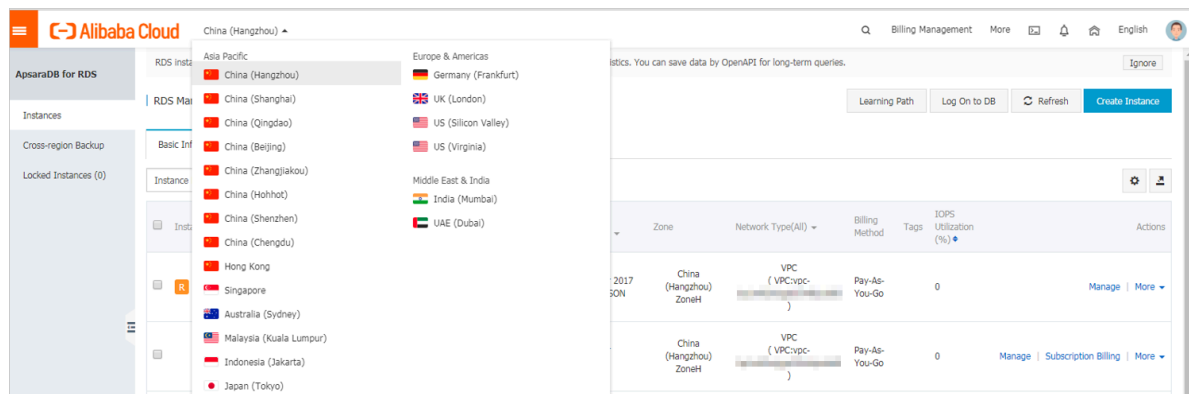 Alibaba Cloud China (Hangzhou) Billing Management More English
ApsaraDB for RDS
Instances
Cross-region Backup
Locked Instances (0)
Asia Pacific
China (Hangzhou)
China (Shanghai)
China (Qingdao)
China (Beijing)
China (Zhangjiakou)
China (Hohhot)
China (Shenzhen)
China (Chengdu)
Hong Kong
Singapore
Australia (Sydney)
Malaysia (Kuala Lumpur)
Indonesia (Jakarta)
Japan (Tokyo)
Europe & Americas
Germany (Frankfurt)
UK (London)
US (Silicon Valley)
US (Virginia)
Middle East & India
India (Mumbai)
UAE (Dubai)
RDS You can save data by OpenAPI for long-term queries. Ignore
RDS Learning Path Log On to DB Refresh Create Instance
Basic
Instance
Zone Network Type(All) Billing Method Tags IOPS Utilization (%) Actions
R 2017 China (Hangzhou) ZoneH VPC ( VPC:vpc- ) Pay-As-You-Go 0 Manage | More
China (Hangzhou) ZoneH VPC ( VPC:vpc- ) Pay-As-You-Go 0 Manage | Subscription Billing | More